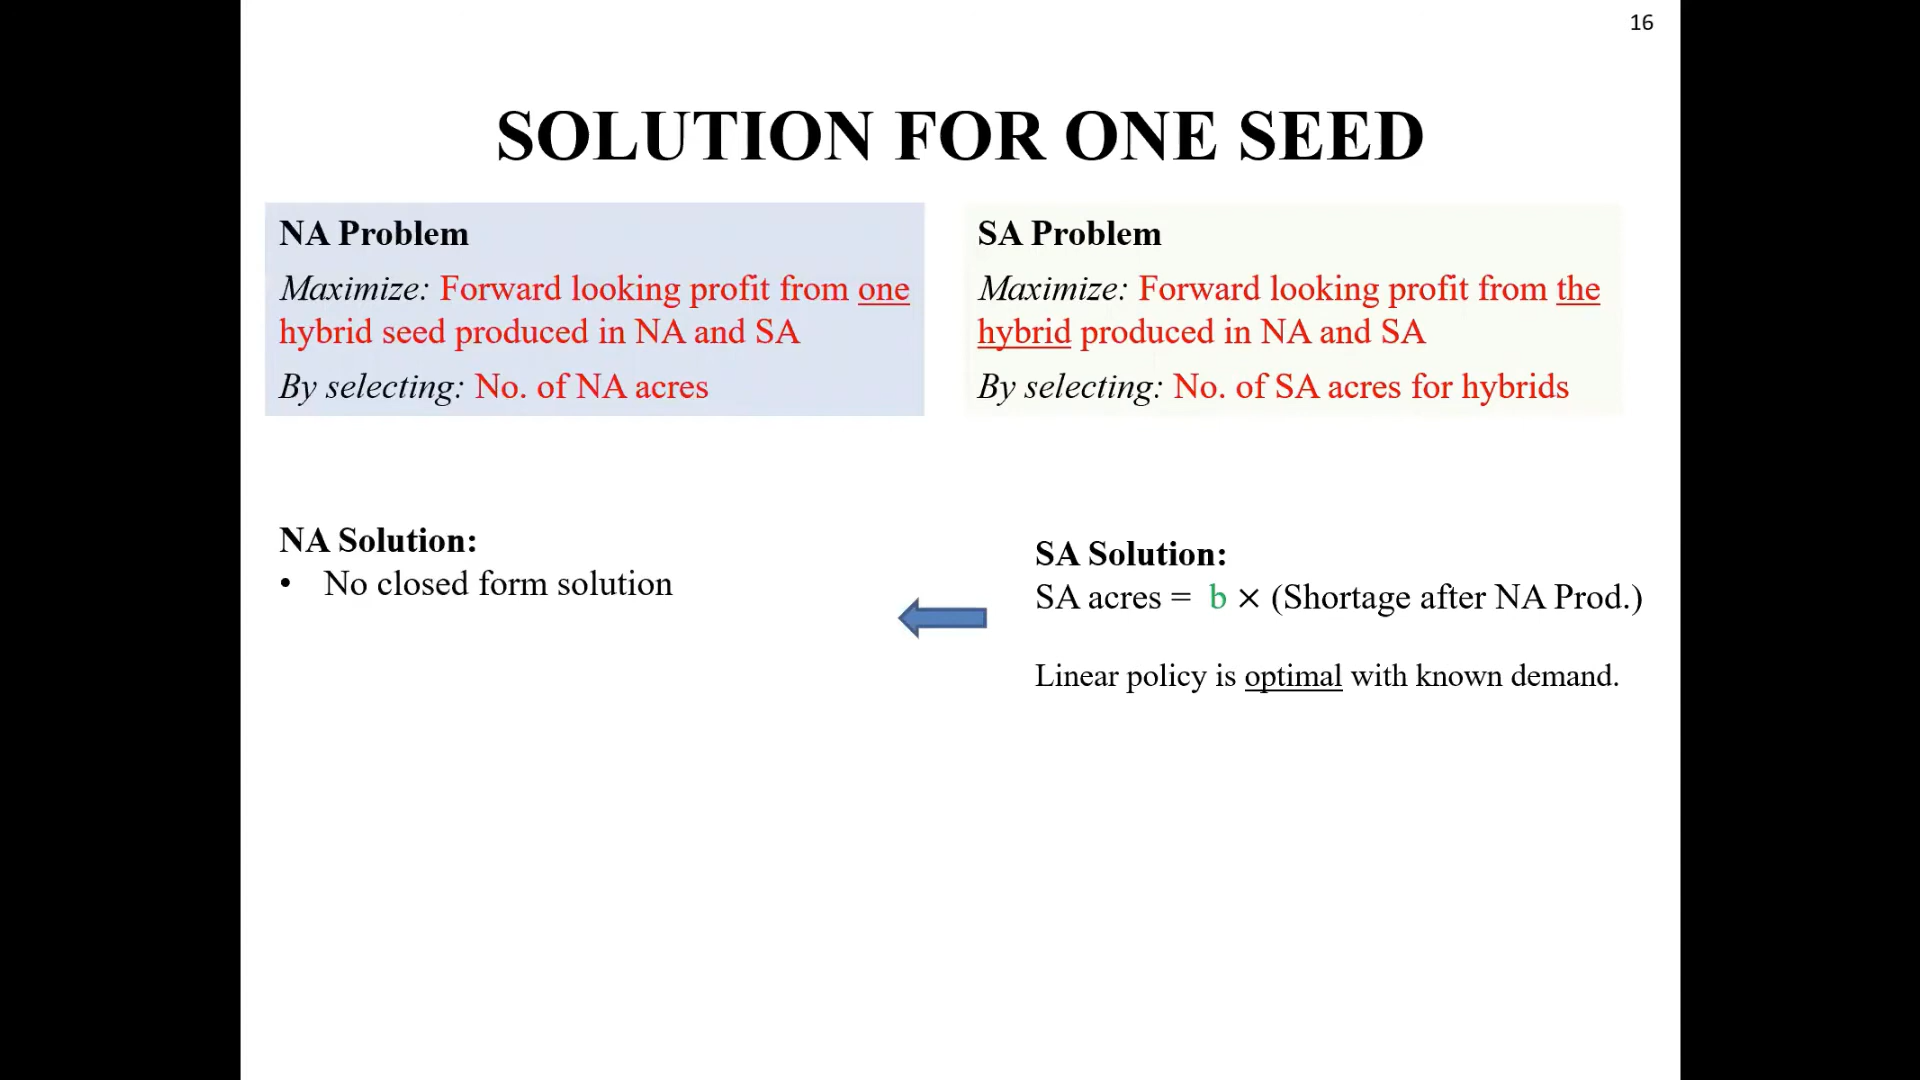 16
SOLUTION FOR ONE SEED
NA Problem
Maximize: Forward looking profit from one
hybrid seed produced in NA and SA
By selecting: No. of NA acres
SA Problem
Maximize: Forward looking profit from the
hybrid produced in NA and SA
By selecting: No. of SA acres for hybrids
NA Solution:
• No closed form solution
SA Solution:
SA acres = b × (Shortage after NA Prod.)
Linear policy is optimal with known demand.